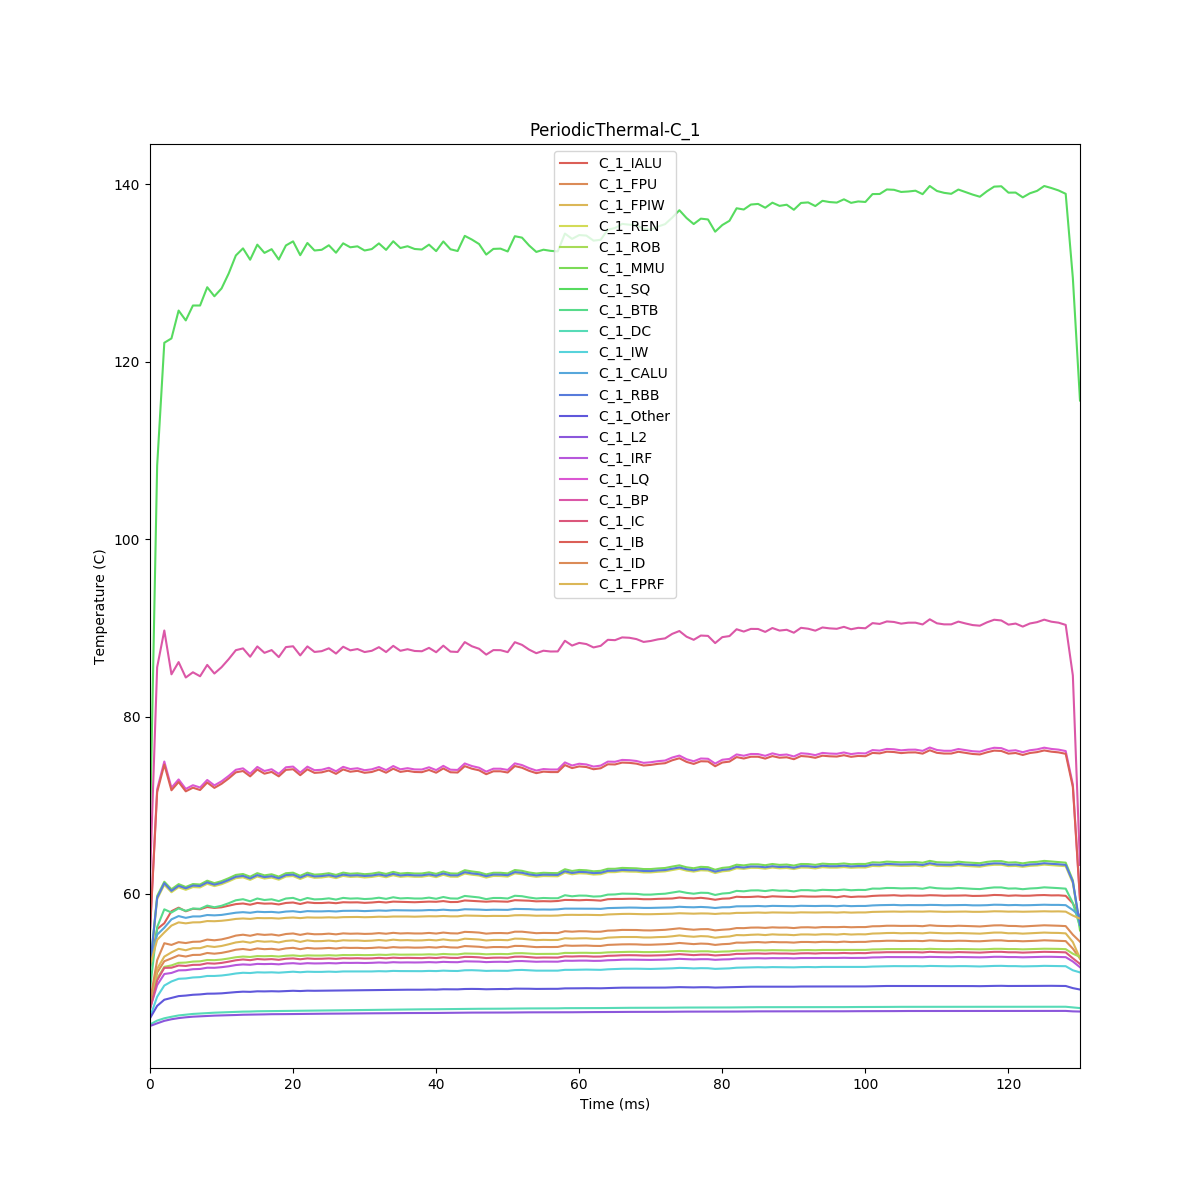 PeriodicThermal-C_1
C_1_IALU
C_1_FPU
C_1_FPIW
C_1_REN
C_1_ROB
C_1_MMU
C_1_SQ
C_1_BTB
C_1_DC
C_1_IW
C_1_CALU
C_1_RBB
C_1_Other
C_1_L2
C_1_IRF
C_1_LQ
C_1_BP
C_1_IC
C_1_IB
C_1_ID
C_1_FPRF
140
120
100
80
60
Temperature (C)
0 20 40 60 80 100 120
Time (ms)